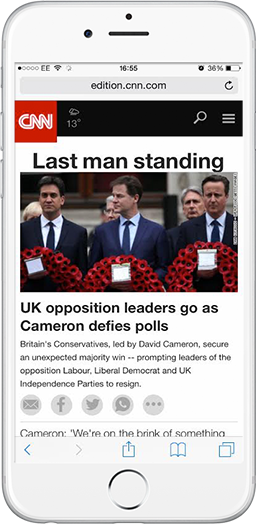 EE 16:55 36%
edition.cnn.com
CNN
13°
Last man standing
UK opposition leaders go as
Cameron defies polls
Britain's Conservatives, led by David Cameron, secure
an unexpected majority win -- prompting leaders of the
opposition Labour, Liberal Democrat and UK
Independence Parties to resign.
Cameron: 'We're on the brink of something